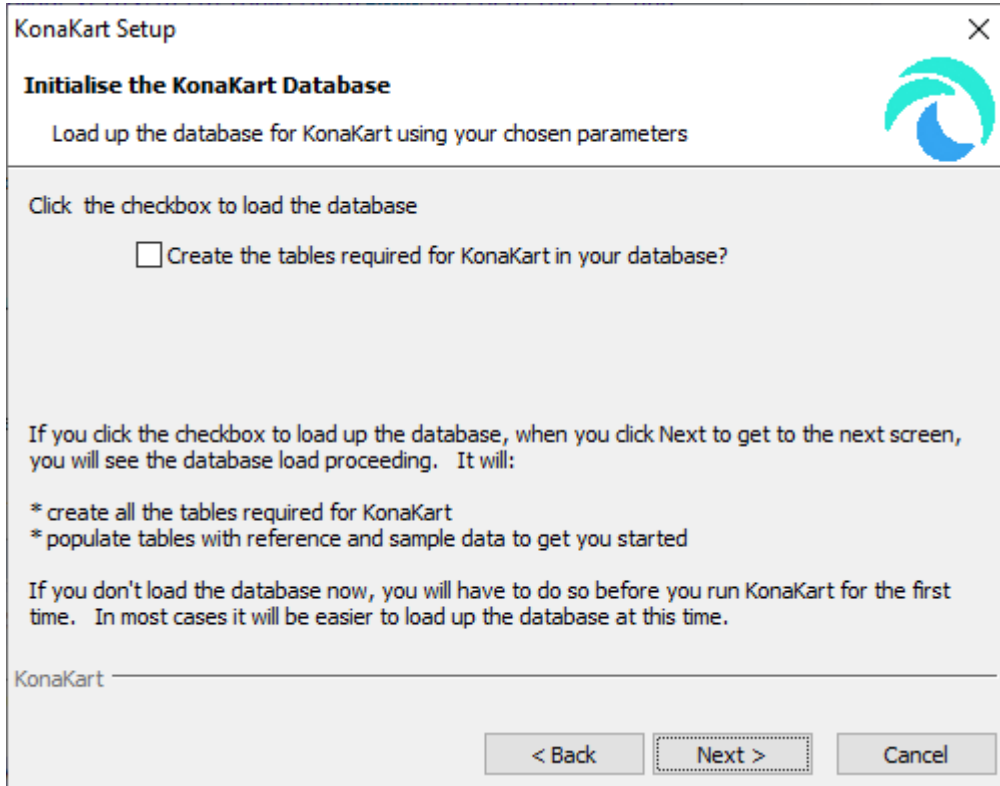 KonaKart Setup
Initialise the KonaKart Database
Load up the database for KonaKart using your chosen parameters
Click  the checkbox to load the database
Create the tables required for KonaKart in your database?
If you click the checkbox to load up the database, when you click Next to get to the next screen,
you will see the database load proceeding.   It will:
* create all the tables required for KonaKart
* populate tables with reference and sample data to get you started
If you don't load the database now, you will have to do so before you run KonaKart for the first
time.   In most cases it will be easier to load up the database at this time.
KonaKart
< Back
Next >
Cancel